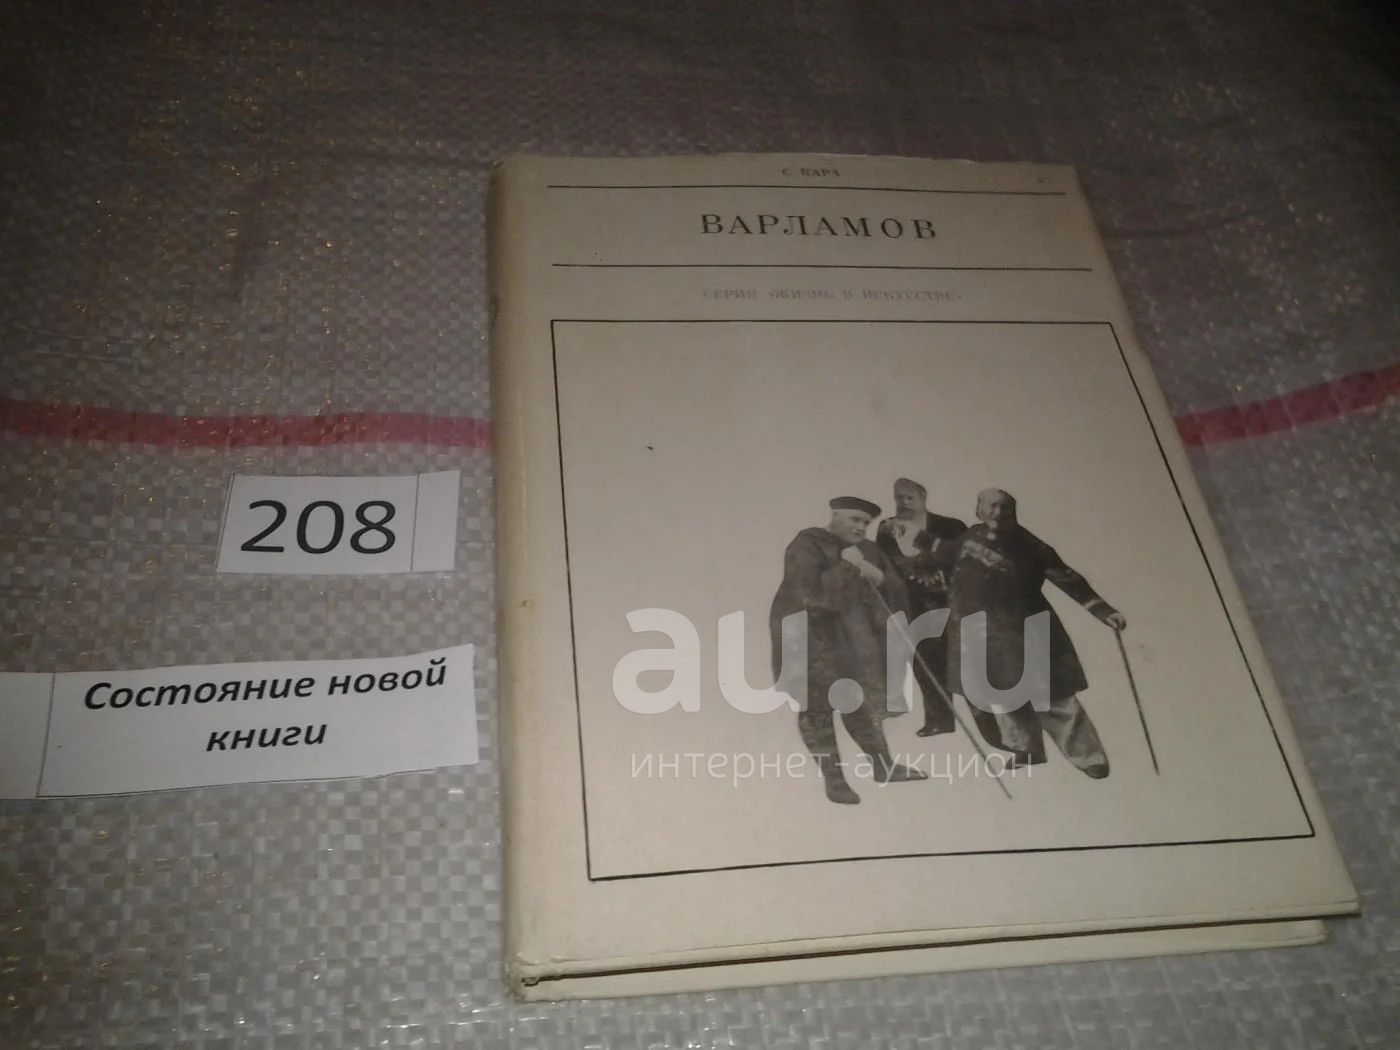 С. КАРА
ВАРЛАМОВ
СЕРИЯ «ЖИЗНЬ В ИСКУССТВЕ»
208
Состояние новой
книги
au.ru
интернет-аукцион